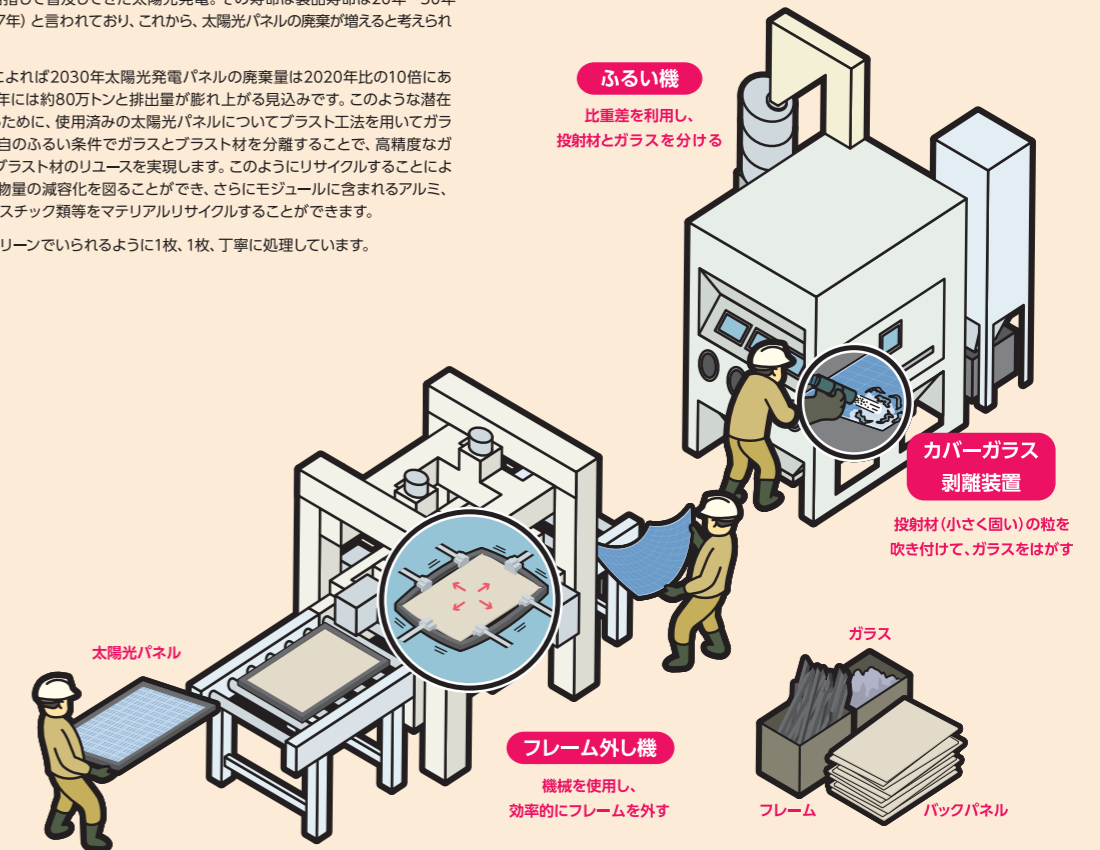 指して普及してきた太陽光発電。その寿命は製品寿命は20年~30年
7年)と言われており、これから、太陽光パネルの廃棄が増えると考えられ
によれば2030年太陽光発電パネルの廃棄量は2020年比の10倍にあ
年には約80万トンと排出量が膨れ上がる見込みです。このような潜在
ために、使用済みの太陽光パネルについてブラスト工法を用いてガラ
自のふるい条件でガラスとブラスト材を分離することで、高精度なガ
ブラスト材のリユースを実現します。このようにリサイクルすることによ
物量の減容化を図ることができ、さらにモジュールに含まれるアルミ、
スチック類等をマテリアルリサイクルすることができます。
リーンでいられるように1枚、1枚、丁寧に処理しています。
ふるい機
比重差を利用し、
投射材とガラスを分ける
カバーガラス
剥離装置
投射材(小さく固い)の粒を
吹き付けて、ガラスをはがす
太陽光パネル
フレーム外し機
機械を使用し、
効率的にフレームを外す
ガラス
フレーム
バックパネル